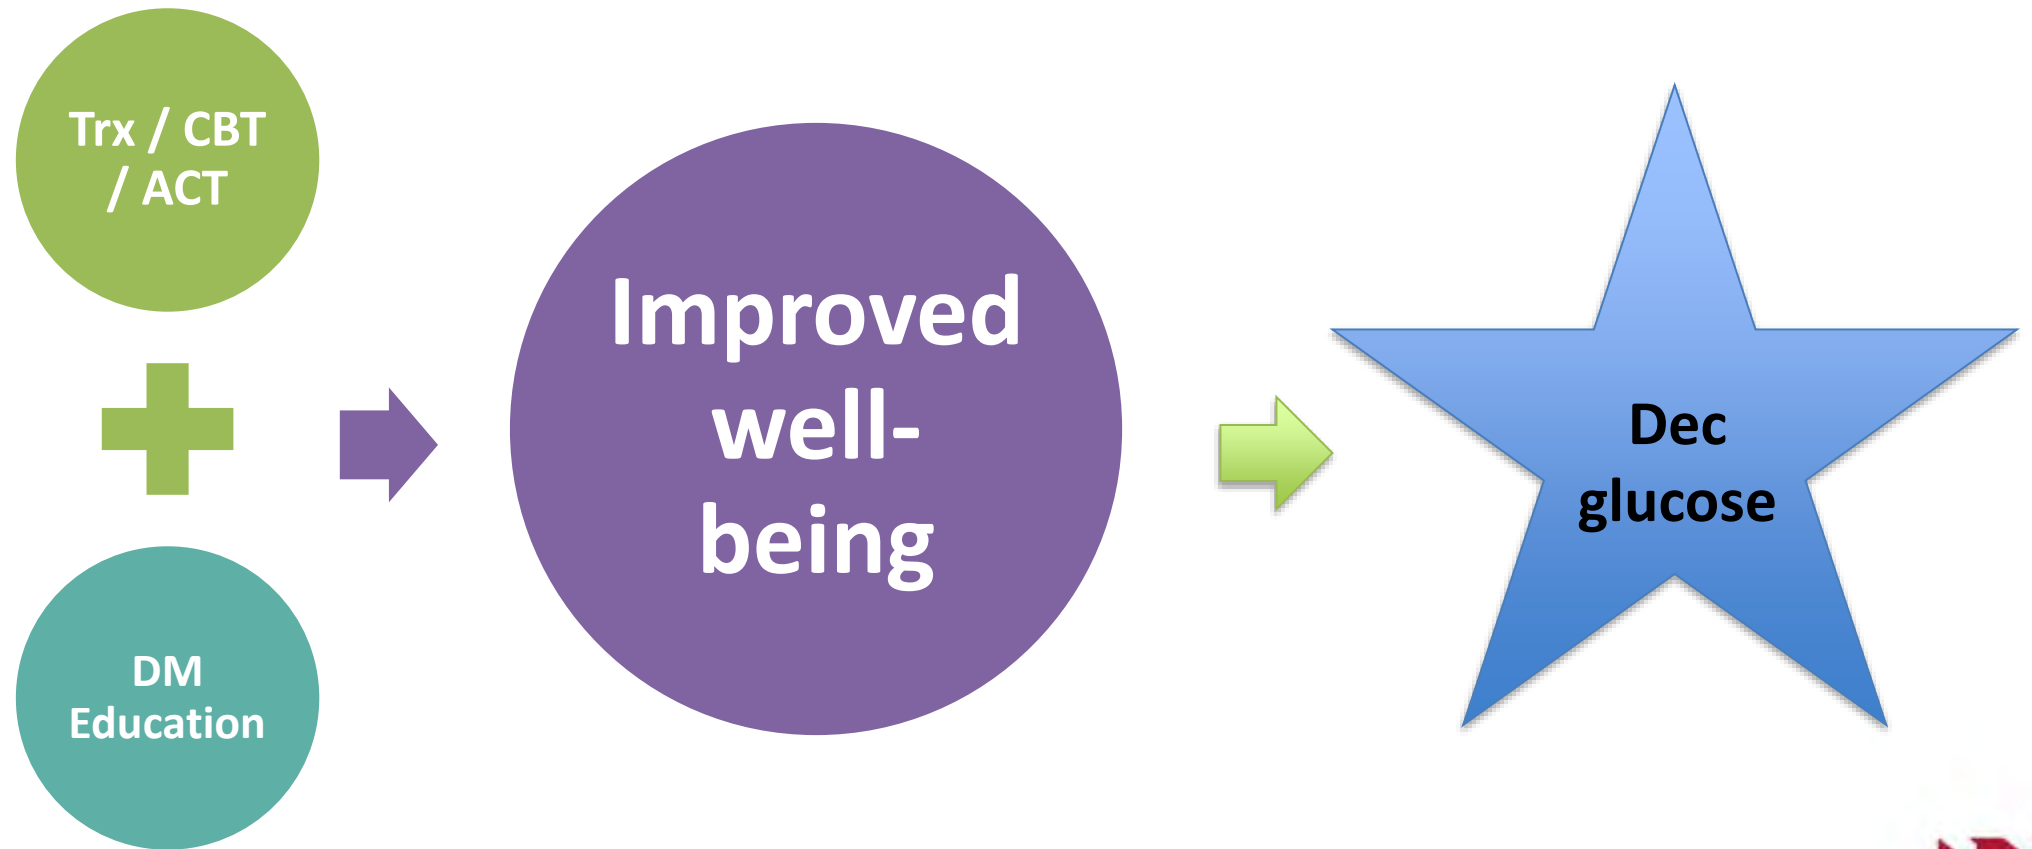 Trx / CBT
/ ACT
DM
Education
Improved
well-
being
Dec
glucose